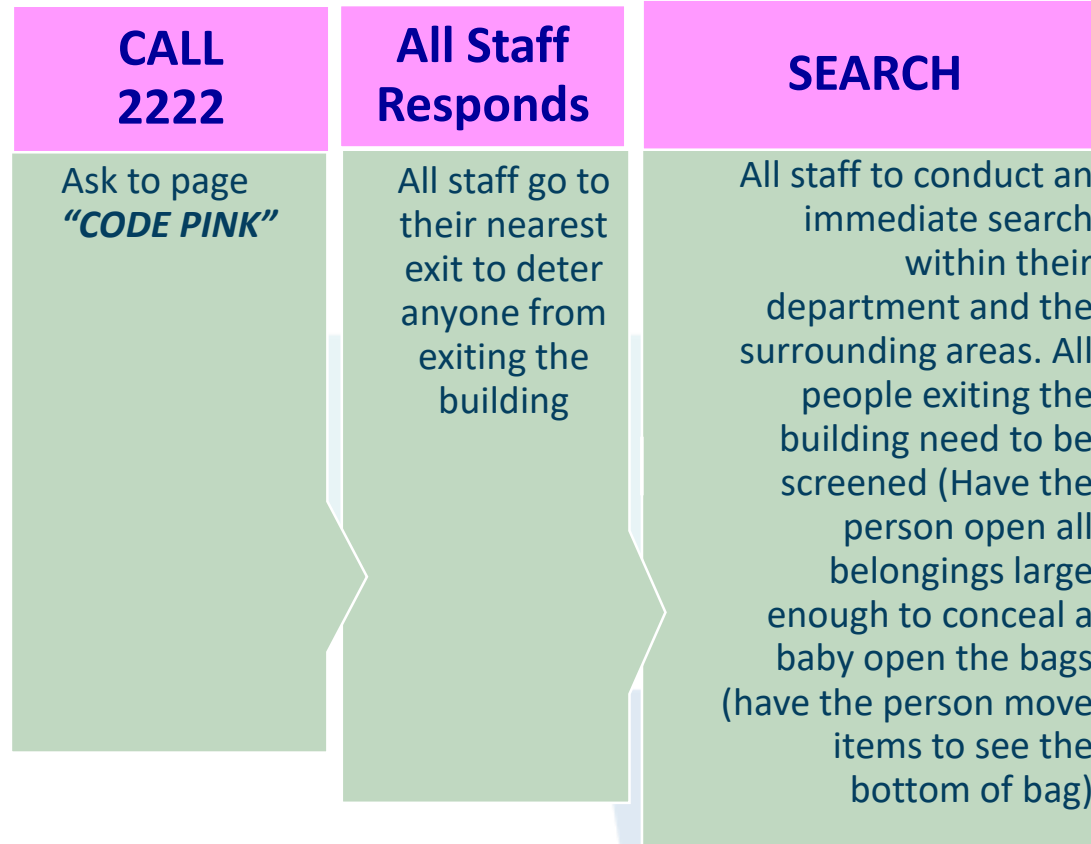 CALL
2222
Ask to page
“CODE PINK”
All Staff
Responds
All staff go to
their nearest
exit to deter
anyone from
exiting the
building
SEARCH
All staff to conduct an
immediate search
within their
department and the
surrounding areas. All
people exiting the
building need to be
screened (Have the
person open all
belongings large
enough to conceal a
baby open the bags
(have the person move
items to see the
bottom of bag)